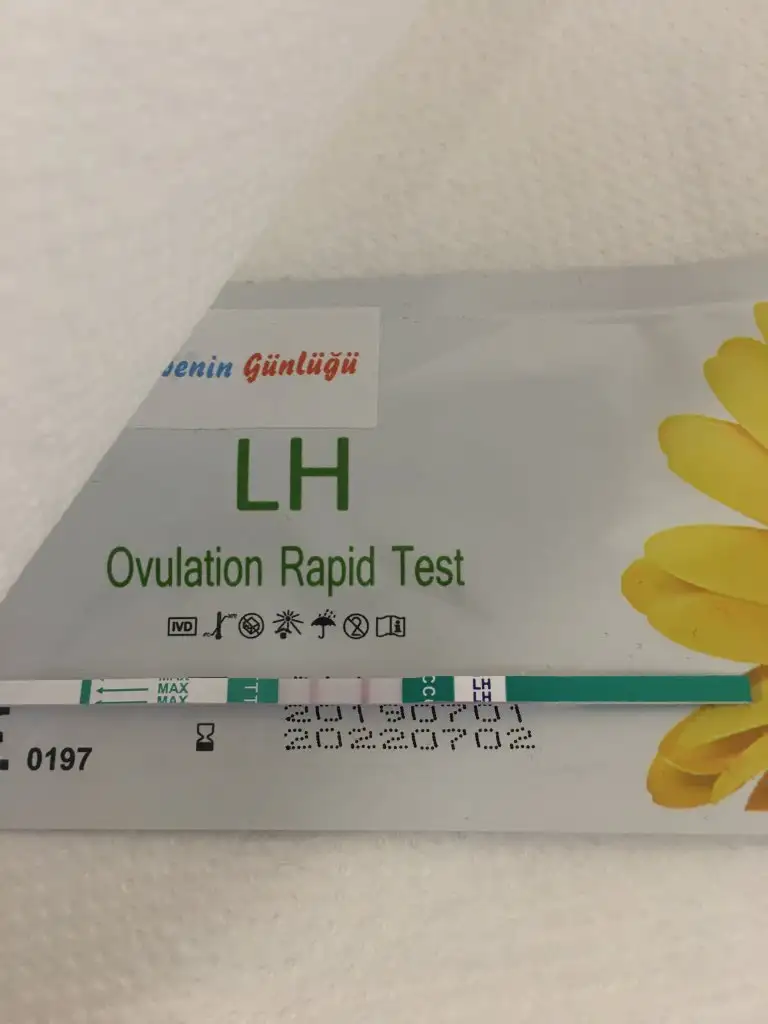 Günlüğü
LH
Ovulation Rapid Test
IVD
MAX
MAX
T T
C C
LH
LH
20190701
20220702
0197